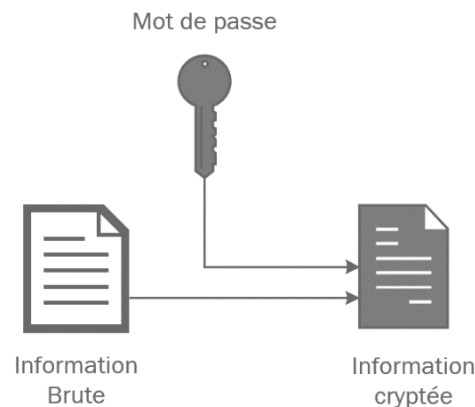 Mot de passe
Information
Brute
Information
cryptée